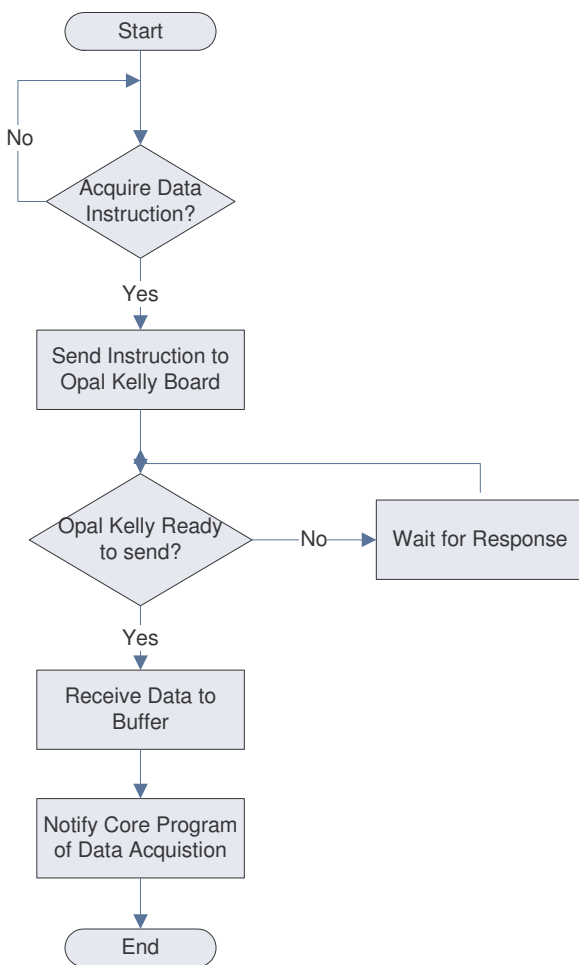 Start
No
Acquire Data
Instruction?
Yes
Send Instruction to
Opal Kelly Board
Opal Kelly Ready
to send?
No
Wait for Response
Yes
Receive Data to
Buffer
Notify Core Program
of Data Acquistion
End